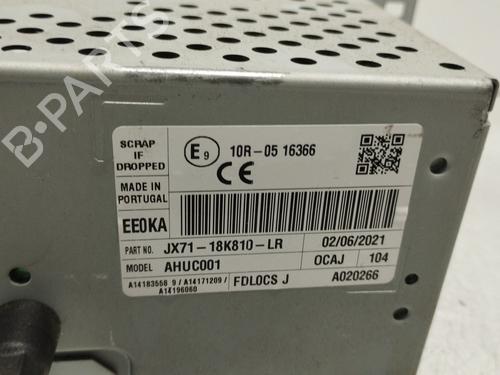 B-PARTS
SCRAP IF DROPPED
E9 10R-05 16366
CE
MADE IN PORTUGAL
EE0KA
PART NO. JX71-18K810-LR 02/06/2021
MODEL AHUC001 OCAJ 104
A14183558 9 / A14171209 / A14196060
FDL0CS J A020266